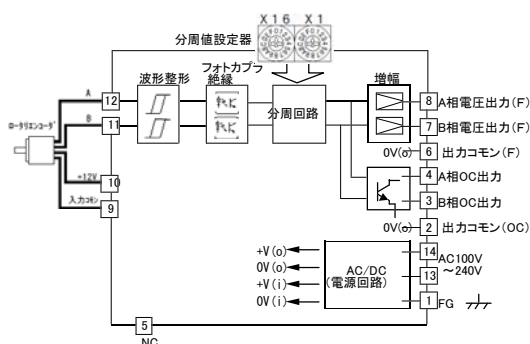 X16 X1
分周値設定器
波形整形
フォトカプラ
絶縁
分周回路
増幅
A
B
ロータリエンコーダ
+12V
入力コモン
12
11
10
9
8 A相電圧出力(F)
7 B相電圧出力(F)
0V(o) 6 出力コモン(F)
4 A相OC出力
3 B相OC出力
0V(o) 2 出力コモン(OC)
+V(o)
0V(o)
+V(i)
0V(i)
AC/DC
(電源回路)
14 AC100V
13 ～240V
1 FG
5
NC